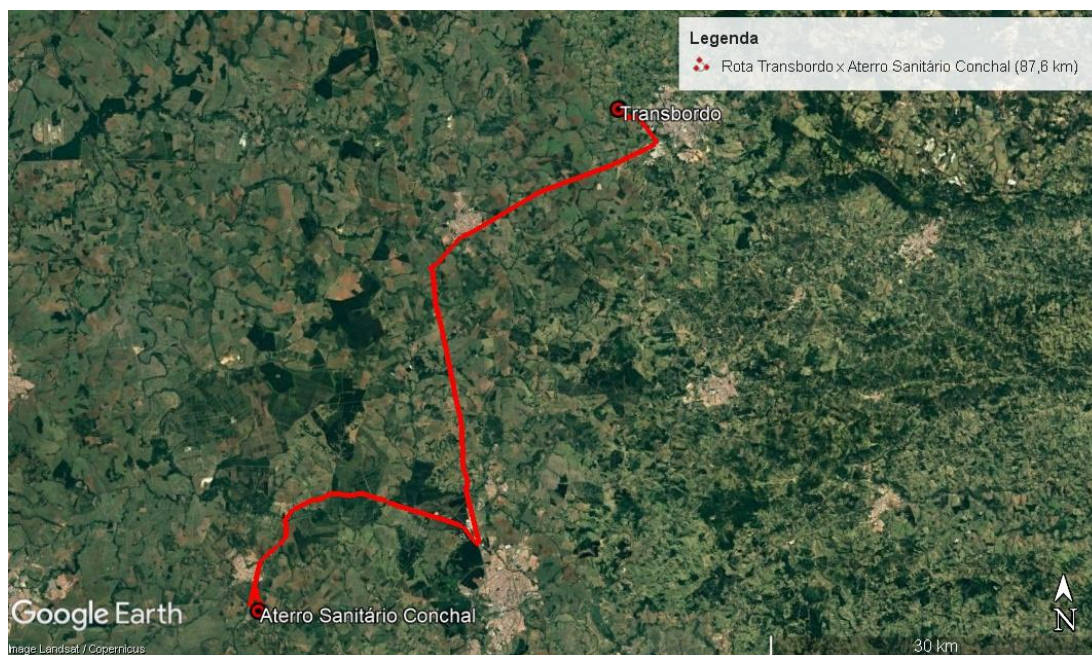 Legenda
Rota Transbordo x Aterro Sanitário Conchal (87,6 km)
Transbordo
Aterro Sanitário Conchal
Google Earth
N
Image Landsat / Copernicus
30 km